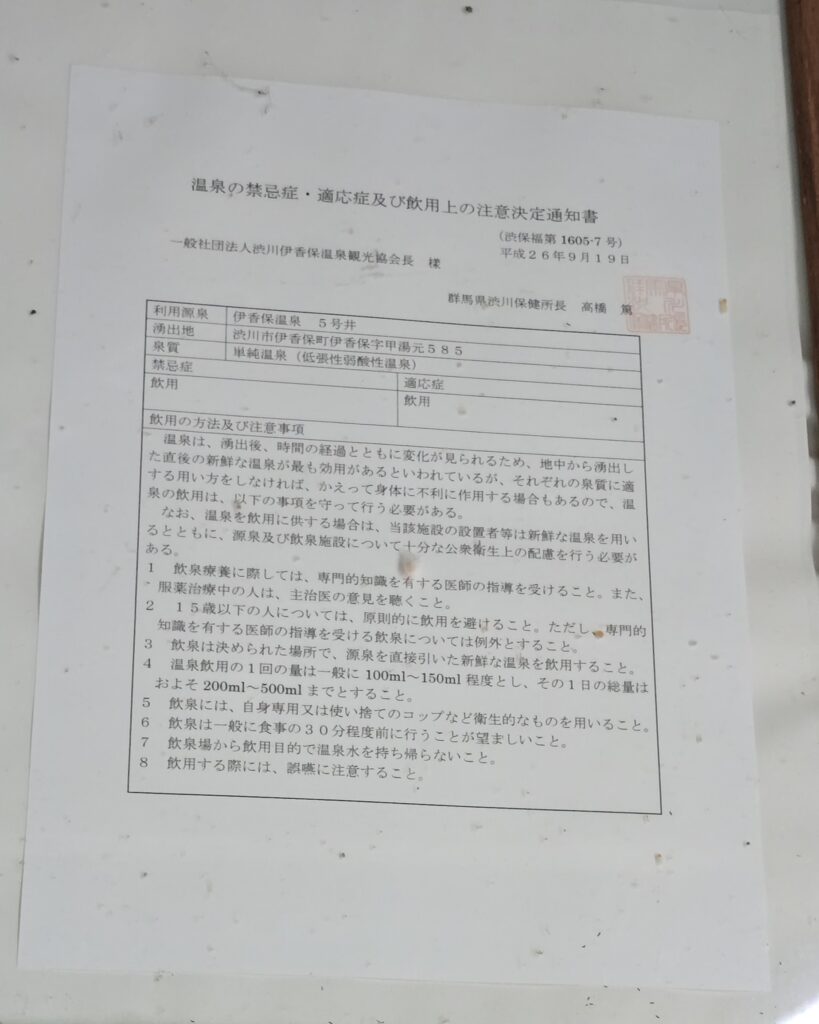 温泉の禁忌症・適応症及び飲用上の注意決定通知書
（渋保福第1605-7号）
平成２６年９月１９日
一般社団法人渋川伊香保温泉観光協会長　様
群馬県渋川保健所長　高橋　篤
利用源泉　伊香保温泉　５号井
湧出地　渋川市伊香保町伊香保字甲湯元５８５
泉質　単純温泉（低張性弱酸性温泉）
禁忌症　適応症
飲用　飲用
飲用の方法及び注意事項
温泉は、湧出後、時間の経過とともに変化が見られるため、地中から湧出し
た直後の新鮮な温泉が最も効用があるといわれているが、それぞれの泉質に適
する用い方をしなければ、かえって身体に不利に作用する場合もあるので、温
泉の飲用は、以下の事項を守って行う必要がある。
なお、温泉を飲用に供する場合は、当該施設の設置者等は新鮮な温泉を用い
るとともに、源泉及び飲泉施設について十分な公衆衛生上の配慮を行う必要が
ある。
１　飲泉療養に際しては、専門的知識を有する医師の指導を受けること。また、
服薬治療中の人は、主治医の意見を聴くこと。
２　１５歳以下の人については、原則的に飲用を避けること。ただし、専門的
知識を有する医師の指導を受ける飲泉については例外とすること。
３　飲泉は決められた場所で、源泉を直接引いた新鮮な温泉を飲用すること。
４　温泉飲用の１回の量は一般に100ml～150ml程度とし、その１日の総量は
およそ200ml～500mlまでとすること。
５　飲泉には、自身専用又は使い捨てのコップなど衛生的なものを用いること。
６　飲泉は一般に食事の３０分程度前に行うことが望ましいこと。
７　飲泉場から飲用目的で温泉水を持ち帰らないこと。
８　飲用する際には、誤嚥に注意すること。